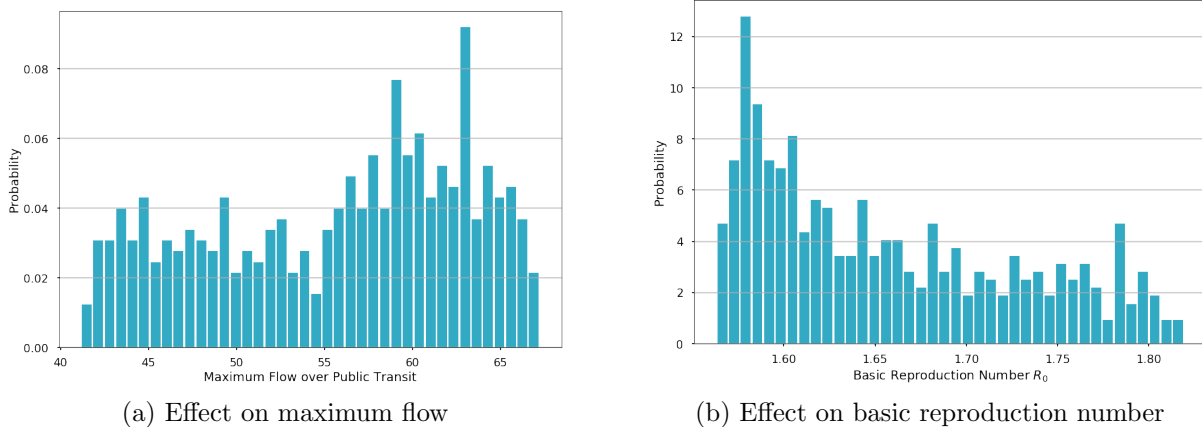 Probability
0.08
0.06
0.04
0.02
0.00
40 45 50 55 60 65
Maximum Flow over Public Transit
(a) Effect on maximum flow
Probability
12
10
8
6
4
2
0
1.60 1.65 1.70 1.75 1.80
Basic Reproduction Number R₀
(b) Effect on basic reproduction number